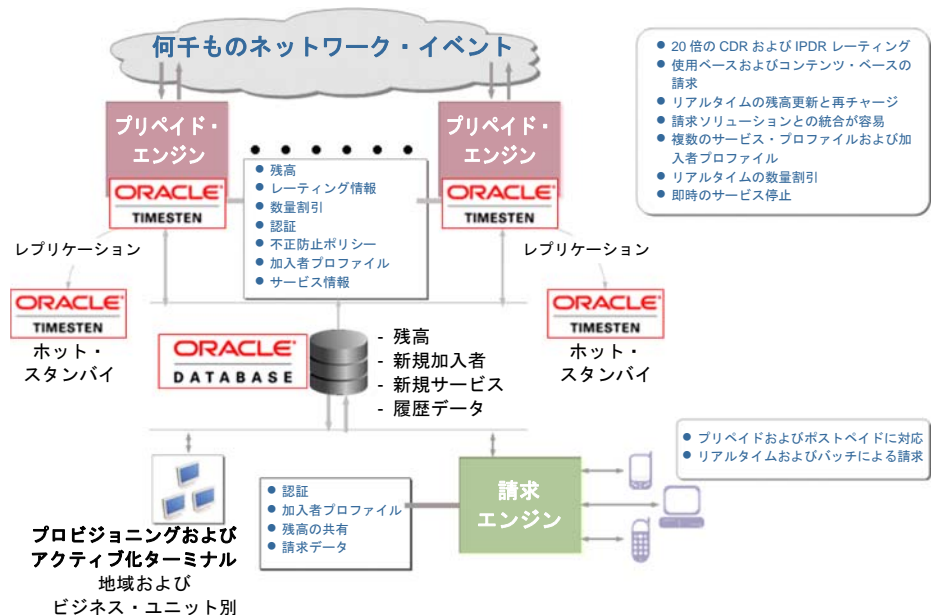 何千ものネットワーク・イベント
プリペイド・
エンジン
ORACLE
TIMESTEN
● 残高
● レーティング情報
● 数量割引
● 認証
● 不正防止ポリシー
● 加入者プロファイル
● サービス情報
プリペイド・
エンジン
ORACLE
TIMESTEN
● 20 倍の CDR および IPDR レーティング
● 使用ベースおよびコンテンツ・ベースの
請求
● リアルタイムの残高更新と再チャージ
● 請求ソリューションとの統合が容易
● 複数のサービス・プロファイルおよび加
入者プロファイル
● リアルタイムの数量割引
● 即時のサービス停止
レプリケーション
ORACLE
TIMESTEN
ホット・
スタンバイ
レプリケーション
ORACLE
TIMESTEN
ホット・
スタンバイ
ORACLE
DATABASE
- 残高
- 新規加入者
- 新規サービス
- 履歴データ
● プリペイドおよびポストペイドに対応
● リアルタイムおよびバッチによる請求
プロビジョニングおよび
アクティブ化ターミナル
地域および
ビジネス・ユニット別
● 認証
● 加入者プロファイル
● 残高の共有
● 請求データ
請求
エンジン